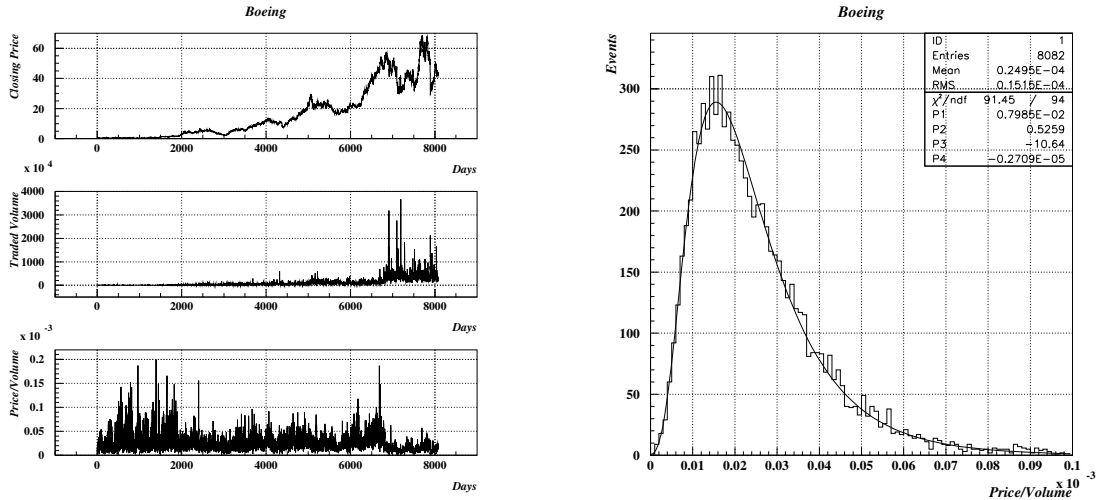 Boeing
Closing Price
60
40
20
0
0 2000 4000 6000 8000
Days
x 10 4
Traded Volume
4000
3000
2000
1000
0
0 2000 4000 6000 8000
Days
x 10 -3
Price/Volume
0.2
0.15
0.1
0.05
0
0 2000 4000 6000 8000
Days
Boeing
Events
ID 1
Entries 8082
Mean 0.2495E-04
RMS 0.1515E-04
χ²/ndf 91.45 / 94
P1 0.7985E-02
P2 0.5259
P3 -10.64
P4 -0.2709E-05
300
250
200
150
100
50
0
0 0.01 0.02 0.03 0.04 0.05 0.06 0.07 0.08 0.09 0.1
x 10 -3
Price/Volume